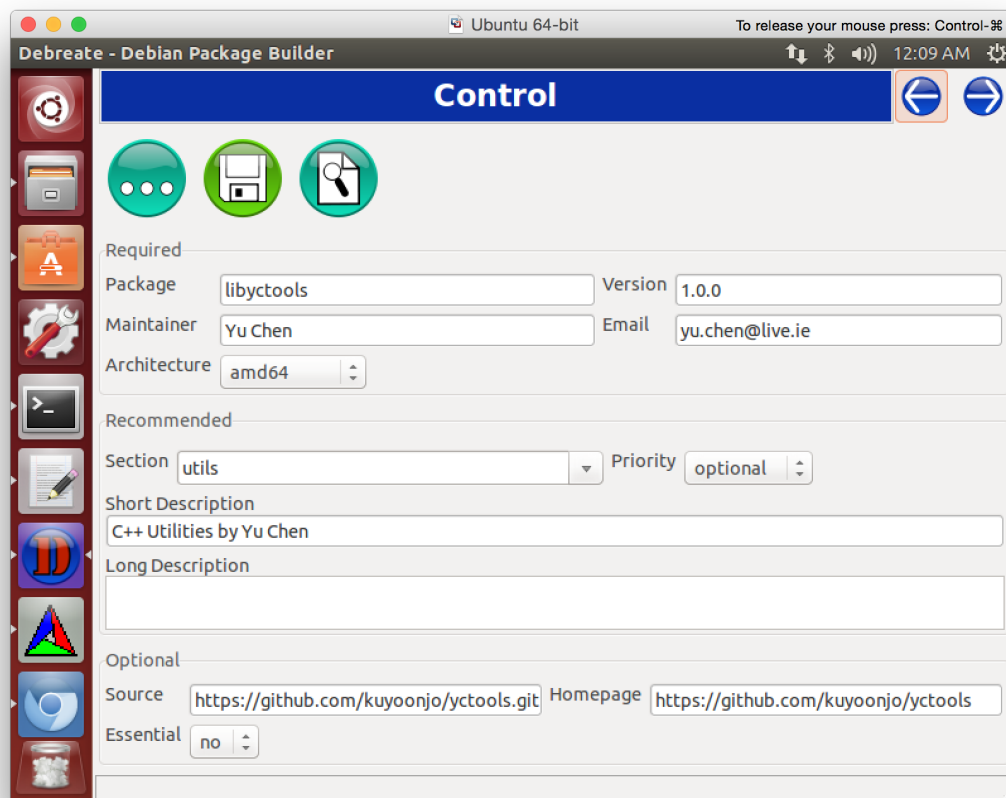 Ubuntu 64-bit To release your mouse press: Control-⌘
Debreate - Debian Package Builder 12:09 AM
Control
Required
Package libyctools Version 1.0.0
Maintainer Yu Chen Email yu.chen@live.ie
Architecture amd64
Recommended
Section utils Priority optional
Short Description
C++ Utilities by Yu Chen
Long Description
Optional
Source https://github.com/kuyoonjo/yctools.git Homepage https://github.com/kuyoonjo/yctools
Essential no